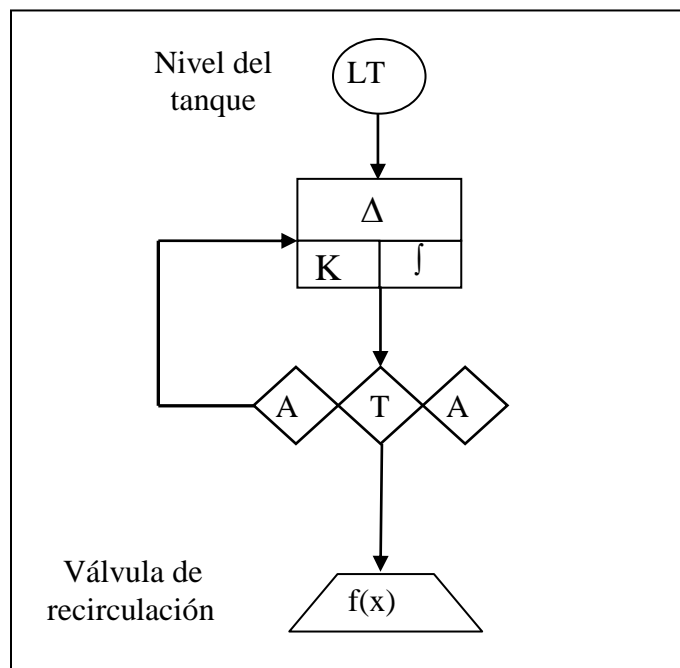 Nivel del
tanque
LT
Δ
K ∫
A T A
Válvula de
recirculación
f(x)